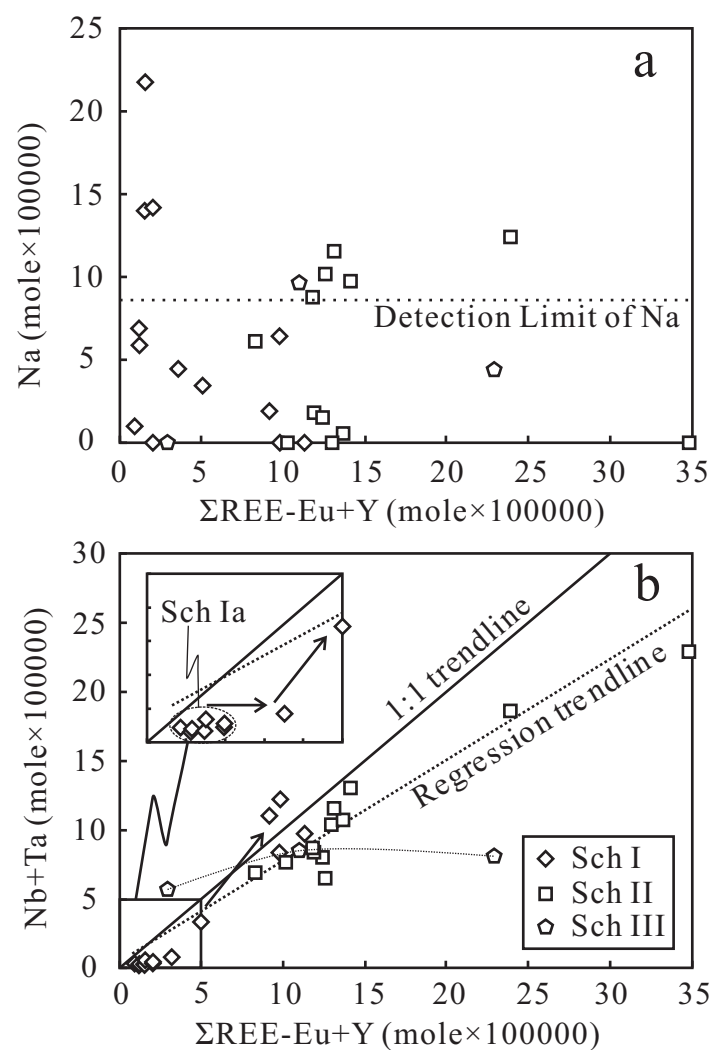 25
20
15
10
5
0
Na (mole×100000)
a
Detection Limit of Na
0 5 10 15 20 25 30 35
ΣREE-Eu+Y (mole×100000)
30
25
20
15
10
5
0
Nb+Ta (mole×100000)
b
Sch Ia
1:1 trendline
Regression trendline
Sch I
Sch II
Sch III
0 5 10 15 20 25 30 35
ΣREE-Eu+Y (mole×100000)